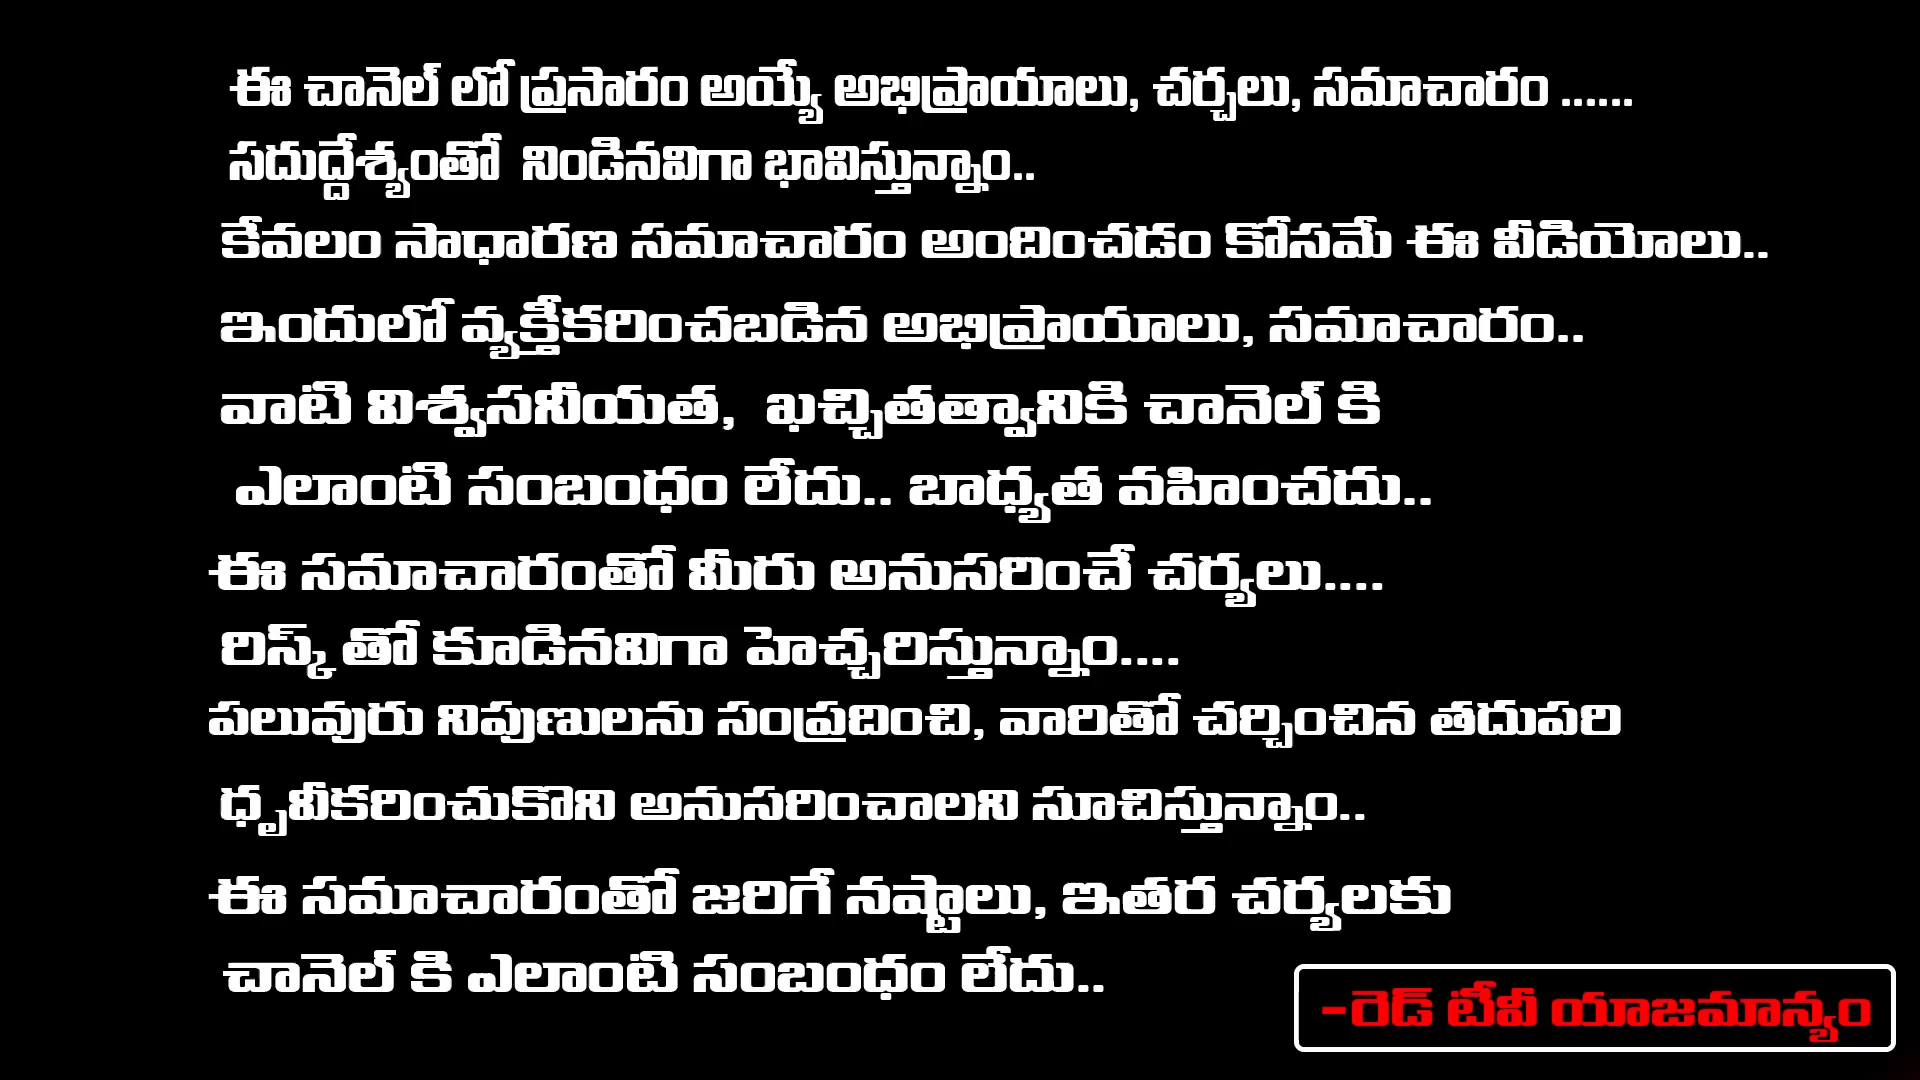 ఈ చానెల్ లో ప్రసారం అయ్యే అభిప్రాయాలు, చర్చలు, సమాచారం ......
సదుద్దేశ్యంతో నిండినవిగా భావిస్తున్నాం..
కేవలం సాధారణ సమాచారం అందించడం కోసమే ఈ వీడియోలు..
ఇందులో వ్యక్తీకరించబడిన అభిప్రాయాలు, సమాచారం..
వాటి విశ్వసనీయత, ఖచ్చితత్వానికి చానెల్ కి
ఎలాంటి సంబంధం లేదు.. బాధ్యత వహించదు..
ఈ సమాచారంతో మీరు అనుసరించే చర్యలు....
రిస్క్ తో కూడినవిగా హెచ్చరిస్తున్నాం....
పలువురు నిపుణులను సంప్రదించి, వారితో చర్చించిన తదుపరి
ధృవీకరించుకొని అనుసరించాలని సూచిస్తున్నాం..
ఈ సమాచారంతో జరిగే నష్టాలు, ఇతర చర్యలకు
చానెల్ కి ఎలాంటి సంబంధం లేదు..
-రెడ్ టీవీ యాజమాన్యం